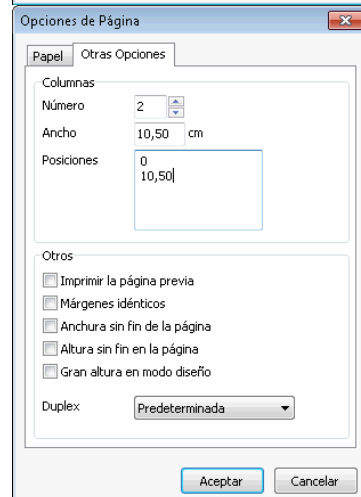 Opciones de Página
Papel Otras Opciones
Columnas
Número 2
Ancho 10,50 cm
Posiciones 0
10,50
Otros
Imprimir la página previa
Márgenes idénticos
Anchura sin fin de la página
Altura sin fin en la página
Gran altura en modo diseño
Duplex Predeterminada
Aceptar Cancelar